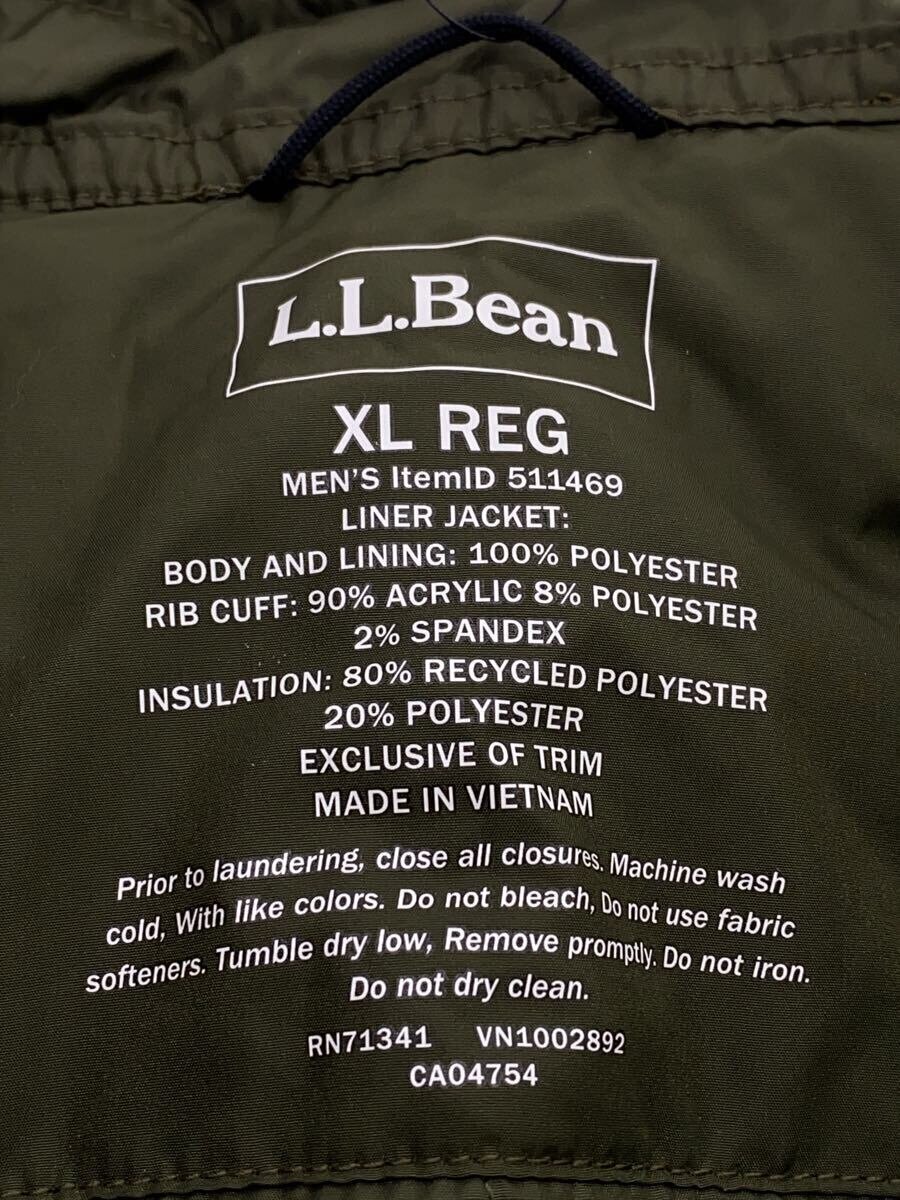 L.L.Bean
XL REG
MEN'S ItemID 511469
LINER JACKET:
BODY AND LINING: 100% POLYESTER
RIB CUFF: 90% ACRYLIC 8% POLYESTER
2% SPANDEX
INSULATION: 80% RECYCLED POLYESTER
20% POLYESTER
EXCLUSIVE OF TRIM
MADE IN VIETNAM
Prior to laundering, close all closures. Machine wash
cold, With like colors. Do not bleach, Do not use fabric
softeners. Tumble dry low, Remove promptly. Do not iron.
Do not dry clean.
RN71341 VN1002892
CA04754